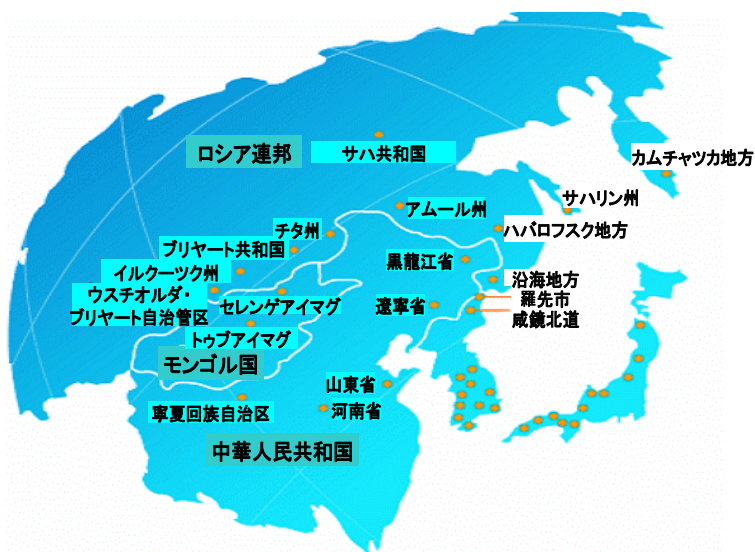 ロシア連邦
サハ共和国
カムチャツカ地方
サハリン州
アムール州
ハバロフスク地方
チタ州
ブリヤート共和国
黒龍江省
イルクーツク州
沿海地方
ウスチオルダ・
ブリヤート自治管区
セレンゲアイマグ
遼寧省
羅先市
咸鏡北道
トゥブアイマグ
モンゴル国
山東省
寧夏回族自治区
河南省
中華人民共和国